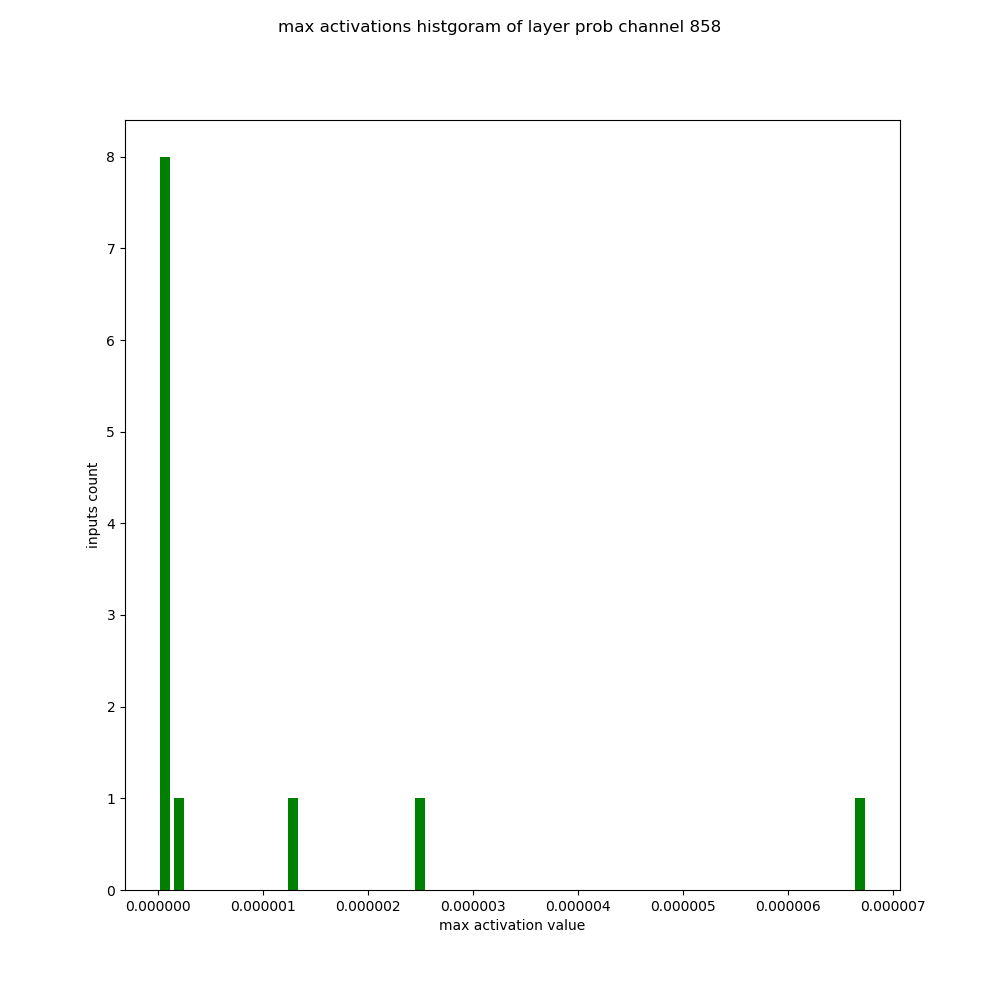 max activations histgoram of layer prob channel 858
8
7
6
5
4
3
2
1
0
inputs count
0.000000 0.000001 0.000002 0.000003 0.000004 0.000005 0.000006 0.000007
max activation value